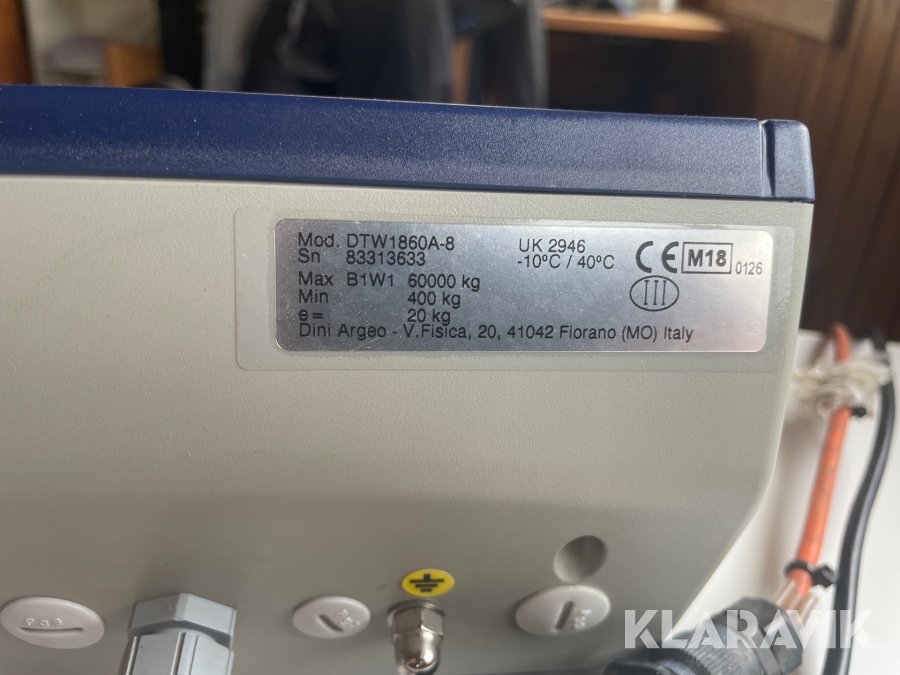 Mod. DTW1860A-8 UK 2946
Sn 83313633 -10°C / 40°C
CE M18 0126
Max B1W1 60000 kg
III
Min 400 kg
e= 20 kg
Dini Argeo - V.Fisica, 20, 41042 Fiorano (MO) Italy
KLARAVIK